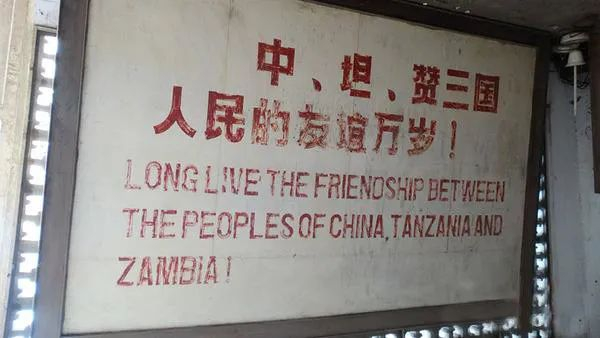 中、坦、赞三国
人民的友谊万岁！
LONG LIVE THE FRIENDSHIP BETWEEN
THE PEOPLES OF CHINA, TANZANIA AND
ZAMBIA!